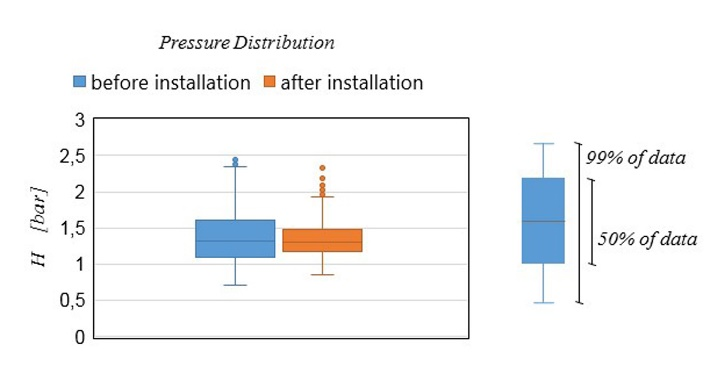 Pressure Distribution
before installation after installation
3
2,5
2
1,5
1
0,5
0
H [bar]
99% of data
50% of data